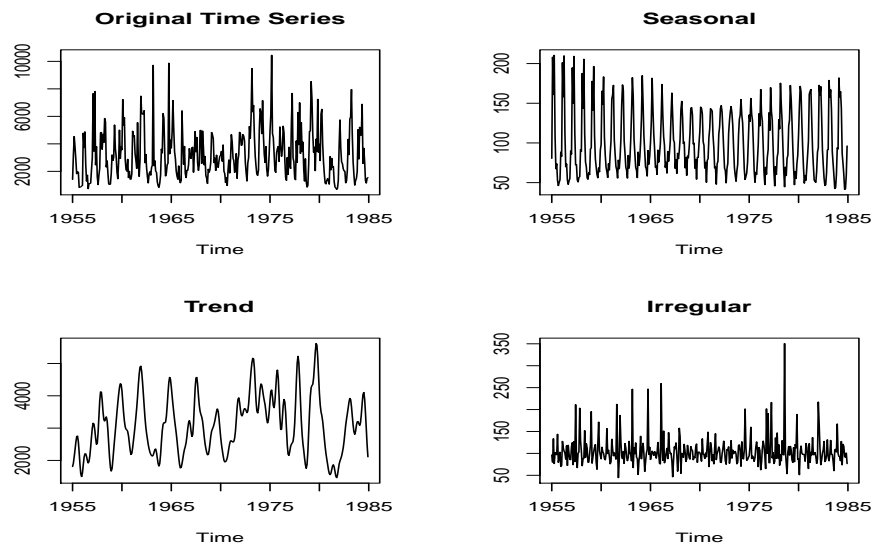 Original Time Series
10000
6000
2000
1955 1965 1975 1985
Time
Seasonal
200
150
100
50
1955 1965 1975 1985
Time
Trend
4000
2000
1955 1965 1975 1985
Time
Irregular
350
250
150
50
1955 1965 1975 1985
Time